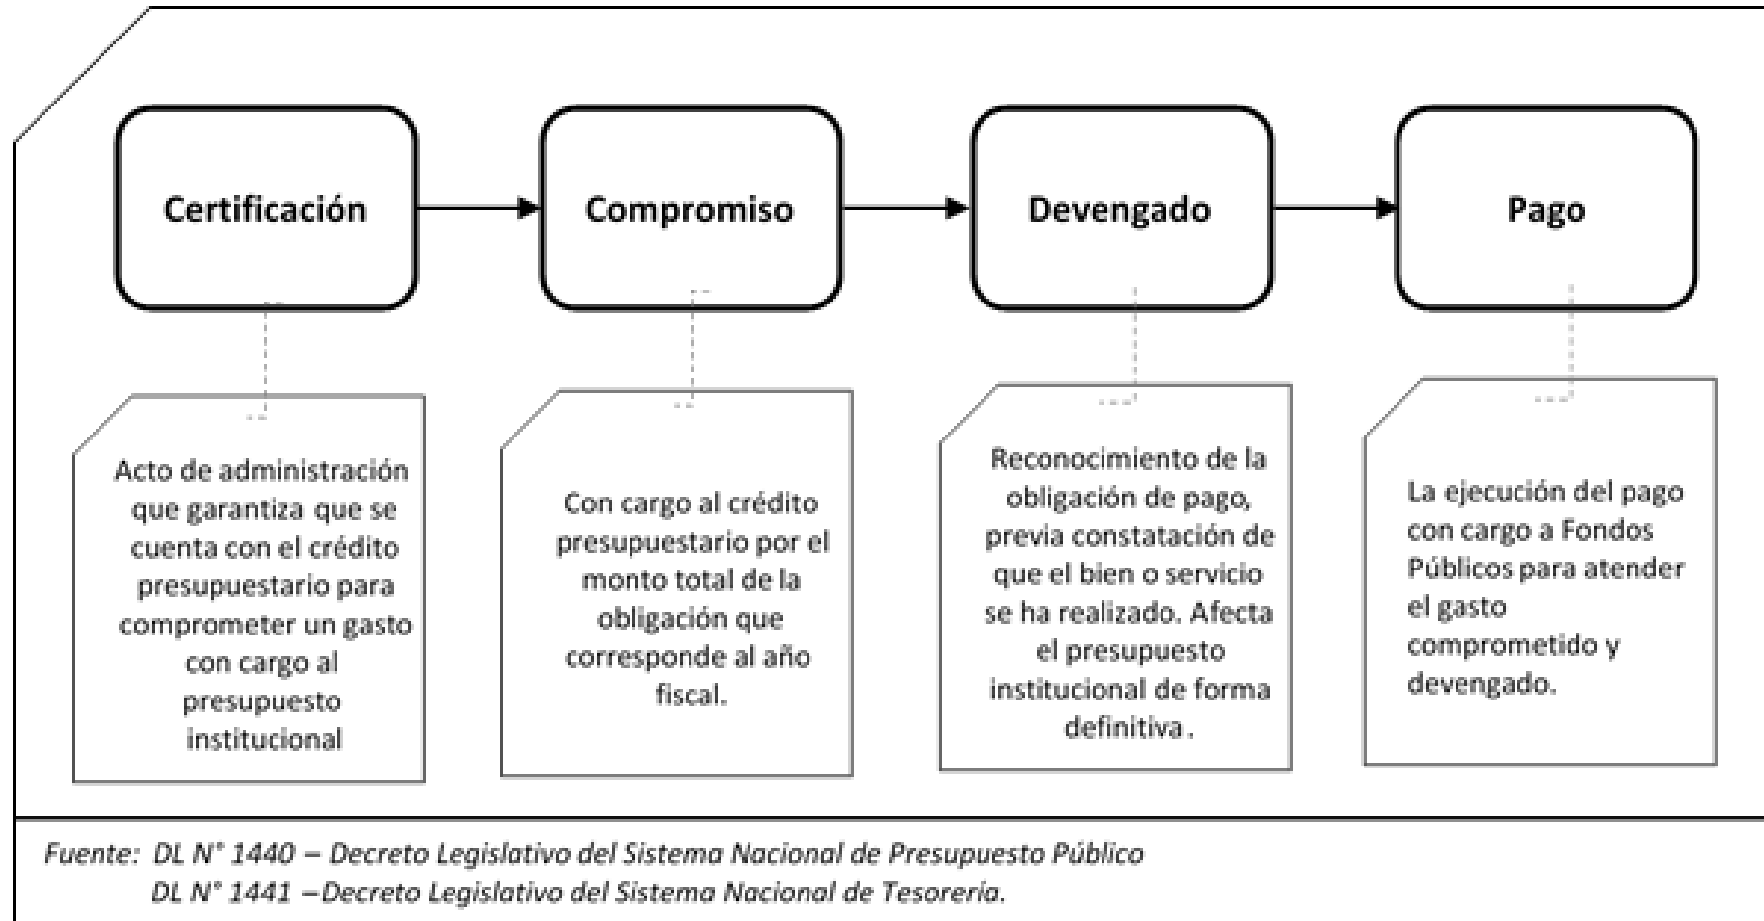 Certificación
Compromiso
Devengado
Pago
Acto de administración
que garantiza que se
cuenta con el crédito
presupuestario para
comprometer un gasto
con cargo al
presupuesto
institucional
Con cargo al crédito
presupuestario por el
monto total de la
obligación que
corresponde al año
fiscal.
Reconocimiento de la
obligación de pago,
previa constatación de
que el bien o servicio
se ha realizado. Afecta
el presupuesto
institucional de forma
definitiva.
La ejecución del pago
con cargo a Fondos
Públicos para atender
el gasto
comprometido y
devengado.
Fuente: DL N° 1440 – Decreto Legislativo del Sistema Nacional de Presupuesto Público
DL N° 1441 –Decreto Legislativo del Sistema Nacional de Tesorería.